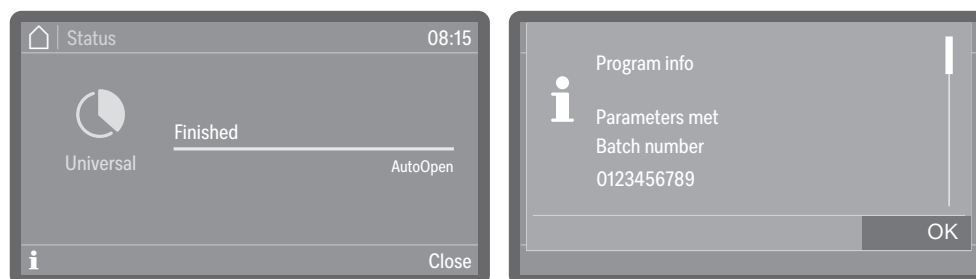 Status
08:15
Finished
Universal
AutoOpen
i
Close
i
Program info
Parameters met
Batch number
0123456789
OK